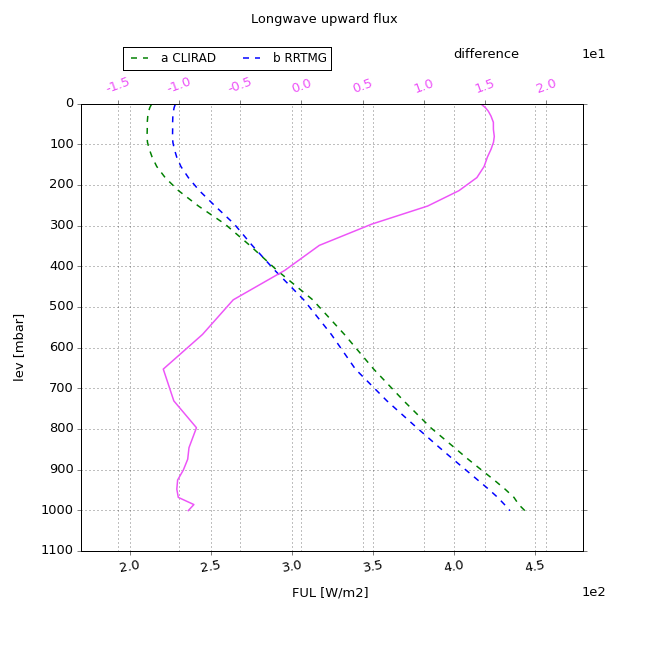 Longwave upward flux
a CLIRAD b RRTMG
difference 1e1
-1.5 -1.0 -0.5 0.0 0.5 1.0 1.5 2.0
0
100
200
300
400
500
600
700
800
900
1000
1100
lev [mbar]
2.0 2.5 3.0 3.5 4.0 4.5
FUL [W/m2] 1e2